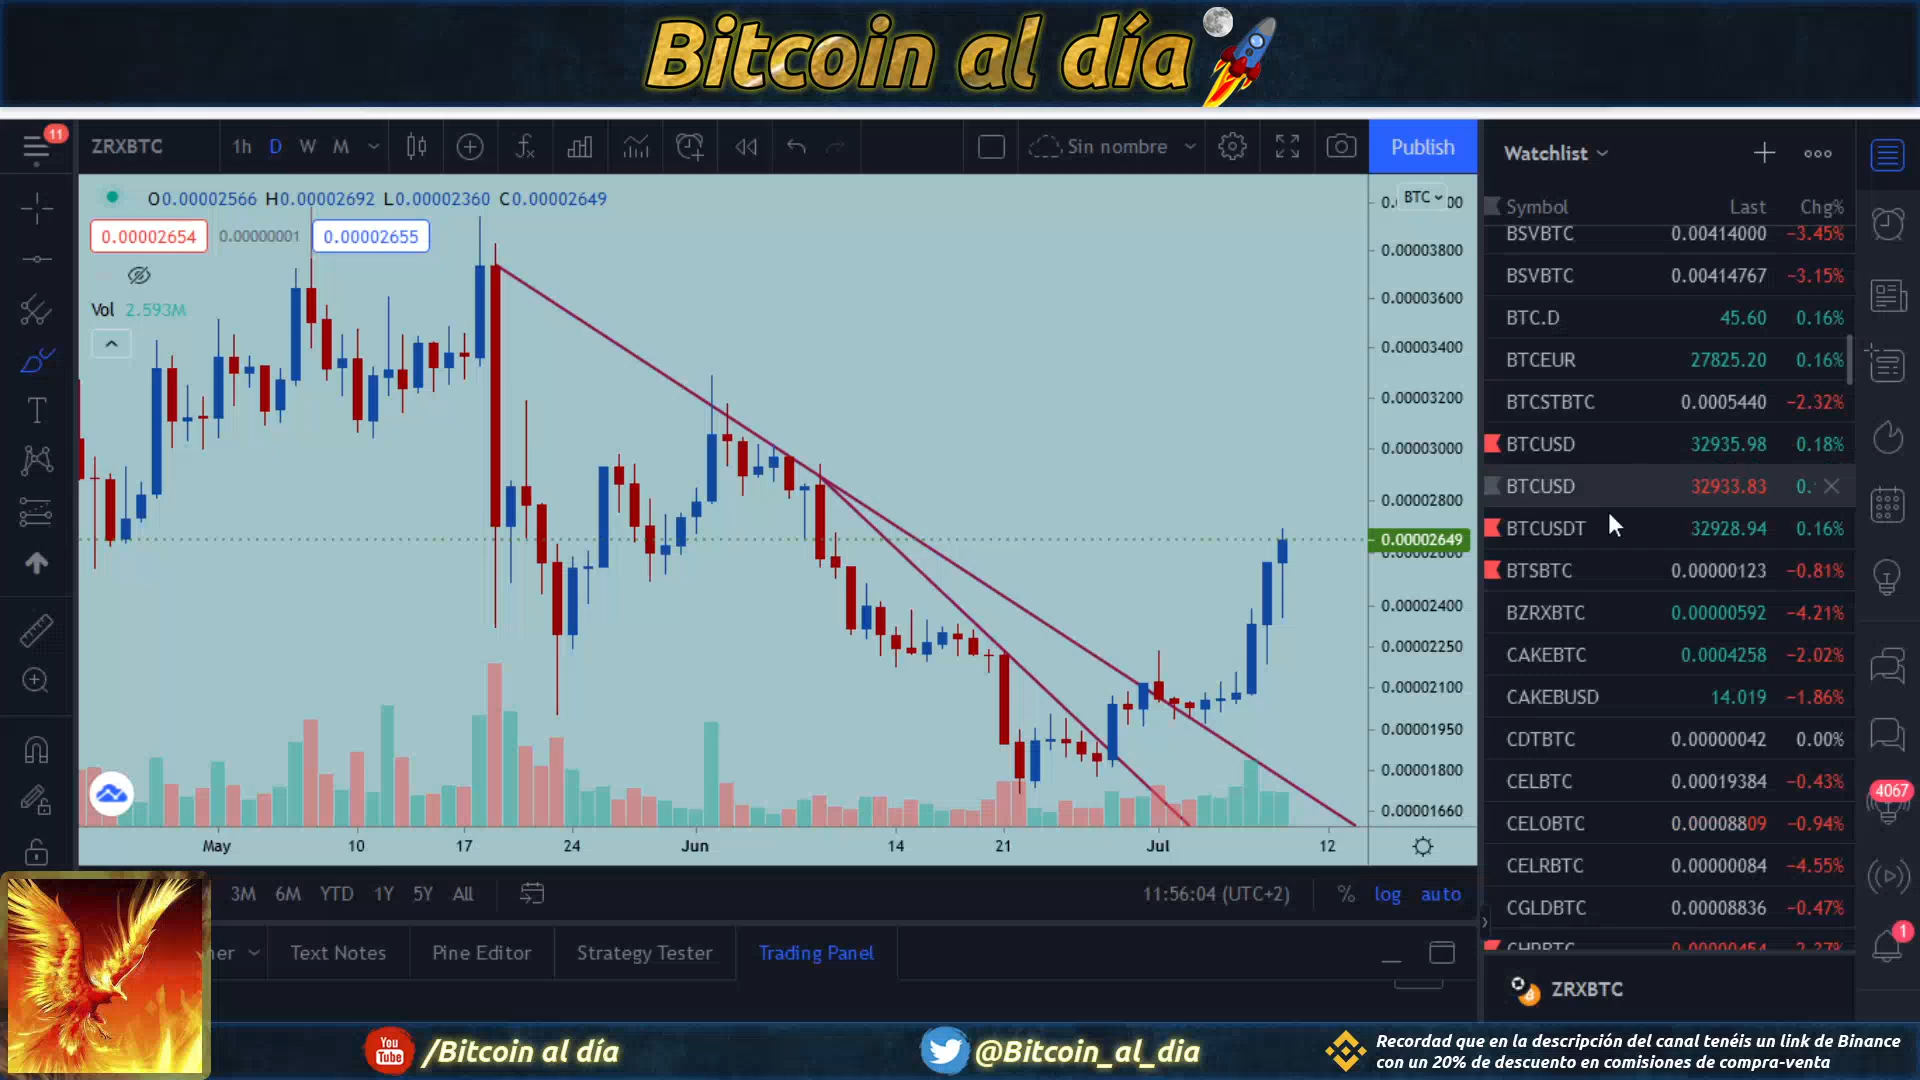 Bitcoin al día
11
ZRXBTC
1h D W M
Sin nombre
Publish
Watchlist
O0.00002566 H0.00002692 L0.00002360 C0.00002649
0.00002654 0.00000001 0.00002655
Vol 2.593M
BTC
0.00003800
0.00003600
0.00003400
0.00003200
0.00003000
0.00002800
0.00002649
0.00002400
0.00002250
0.00002100
0.00001950
0.00001800
0.00001660
May 10 17 24 Jun 14 21 Jul 12
Symbol Last Chg%
BSVBTC 0.00414000 −3.45%
BSVBTC 0.00414767 −3.15%
BTC.D 45.60 0.16%
BTCEUR 27825.20 0.16%
BTCSTBTC 0.0005440 −2.32%
BTCUSD 32935.98 0.18%
BTCUSD 32933.83 0.
BTCUSDT 32928.94 0.16%
BTSBTC 0.00000123 −0.81%
BZRXBTC 0.00000592 −4.21%
CAKEBTC 0.0004258 −2.02%
CAKEBUSD 14.019 −1.86%
CDTBTC 0.00000042 0.00%
CELBTC 0.00019384 −0.43%
CELOBTC 0.00008809 −0.94%
CELRBTC 0.00000084 −4.55%
CGLDBTC 0.00008836 −0.47%
ZRXBTC
4067
1
3M 6M YTD 1Y 5Y All
11:56:04 (UTC+2) % log auto
Text Notes Pine Editor Strategy Tester Trading Panel
You Tube /Bitcoin al día
@Bitcoin_al_dia
Recordad que en la descripción del canal tenéis un link de Binance
con un 20% de descuento en comisiones de compra-venta